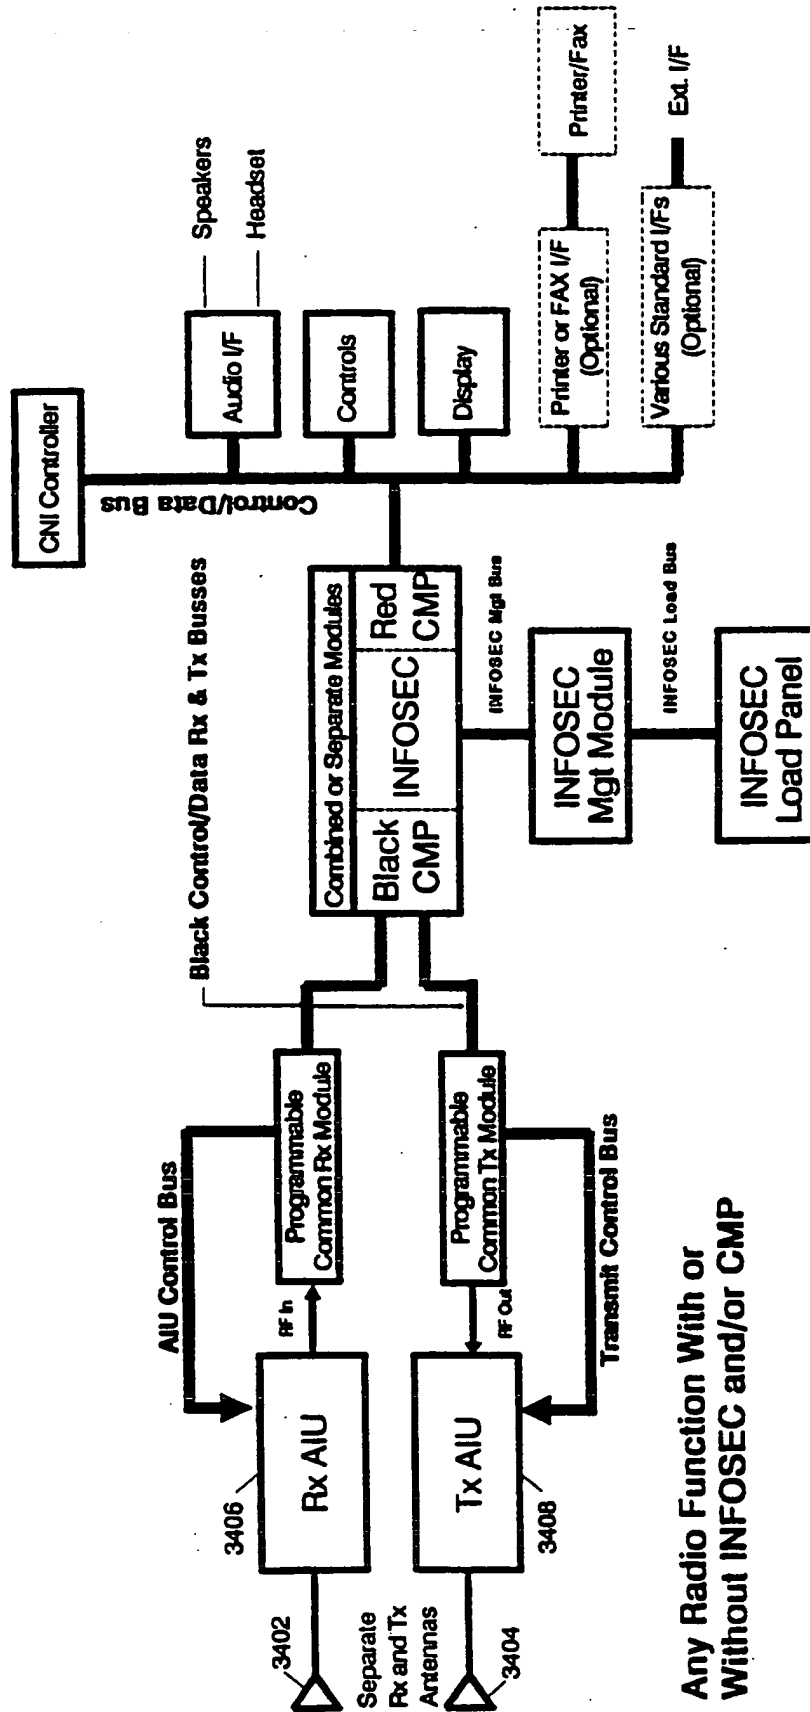 CNI Controller
Control/Data Bus
Audio I/F
Speakers
Headset
Controls
Display
Printer or FAX I/F
(Optional)
Printer/Fax
Various Standard I/Fs
(Optional)
Ext. I/F
Black Control/Data Rx & Tx Busses
Combined or Separate Modules
Black
CMP
INFOSEC
Red
CMP
INFOSEC Mgt Bus
INFOSEC
Mgt Module
INFOSEC Load Bus
INFOSEC
Load Panel
AIU Control Bus
Programmable
Common Rx Module
RF In
3406
Rx AIU
3402
Separate
Rx and Tx
Antennas
3404
Tx AIU
3408
RF Out
Programmable
Common Tx Module
Transmit Control Bus
Any Radio Function With or
Without INFOSEC and/or CMP